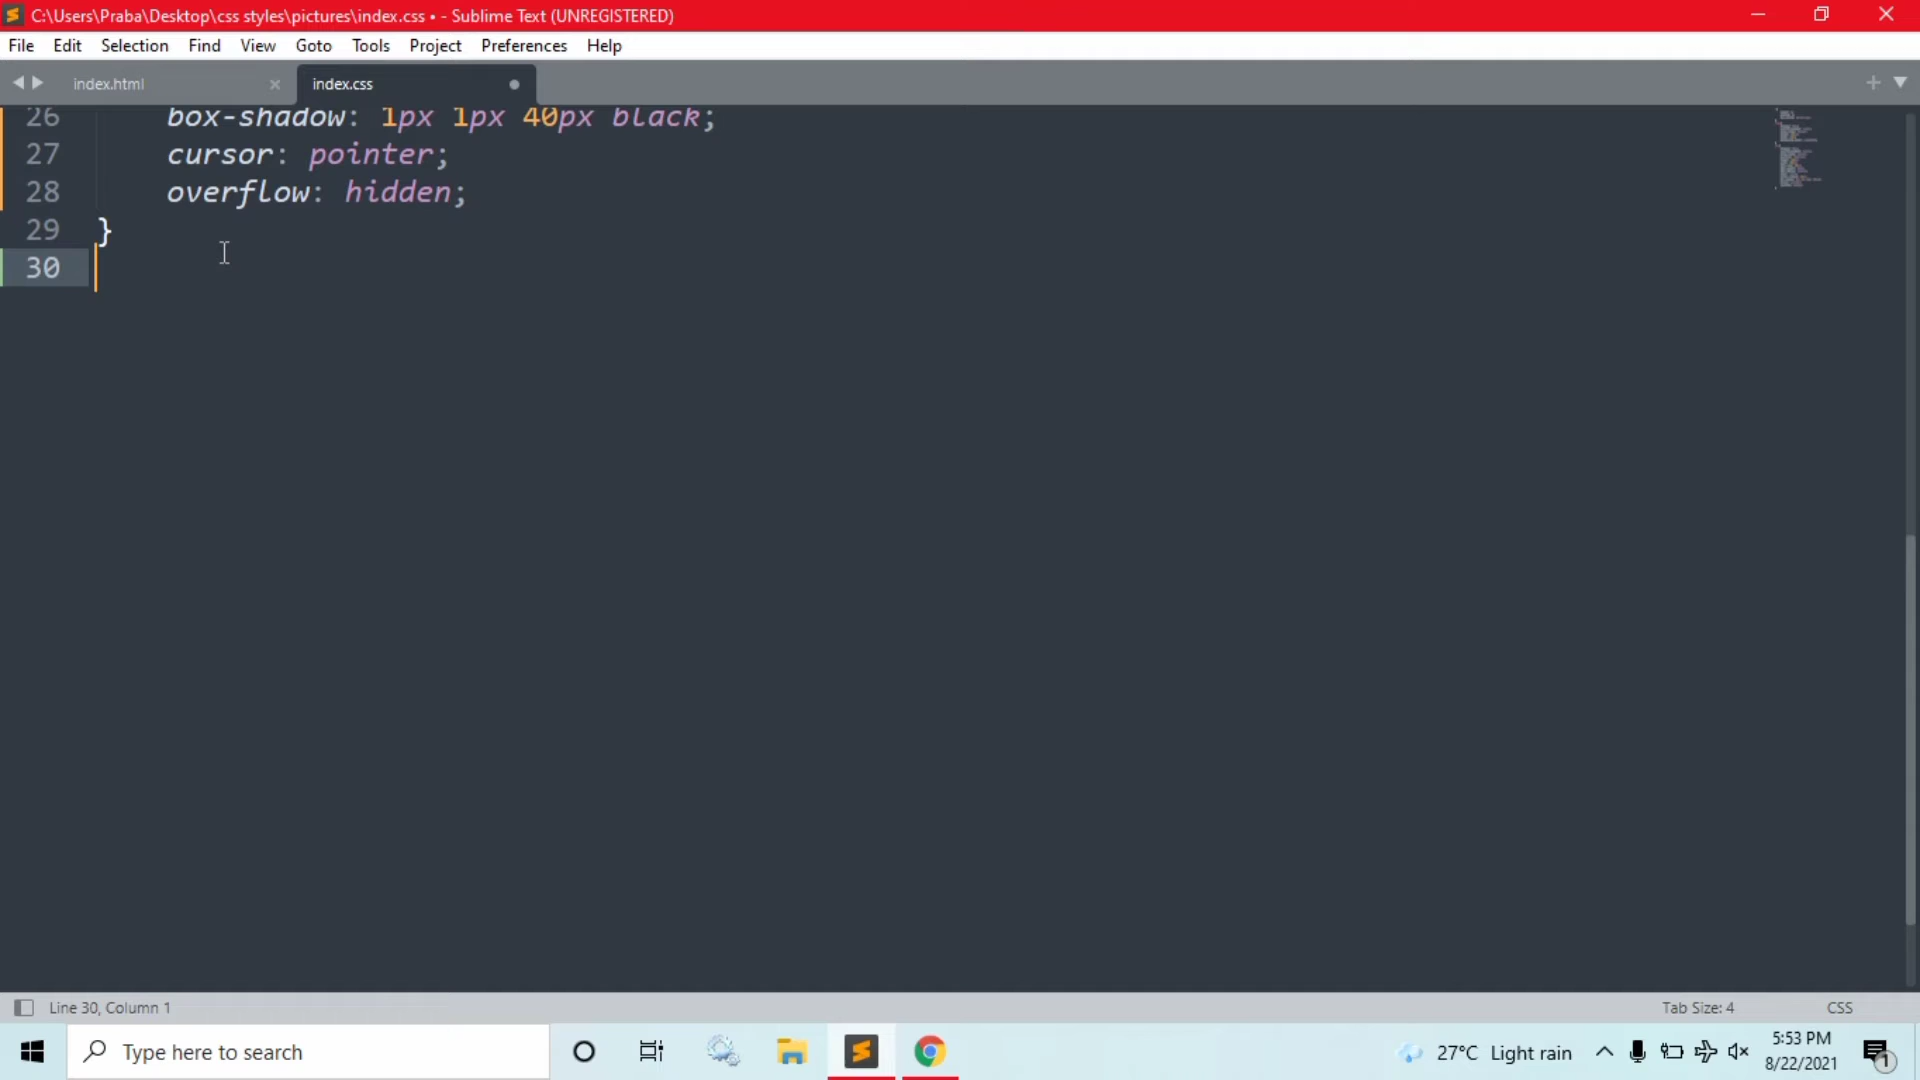 C:\Users\Praba\Desktop\css styles\pictures\index.css • - Sublime Text (UNREGISTERED)
File Edit Selection Find View Goto Tools Project Preferences Help
index.html index.css
26 box-shadow: 1px 1px 40px black;
27 cursor: pointer;
28 overflow: hidden;
29 }
30
Line 30, Column 1 Tab Size: 4 CSS
Type here to search 27°C Light rain 5:53 PM
8/22/2021
1